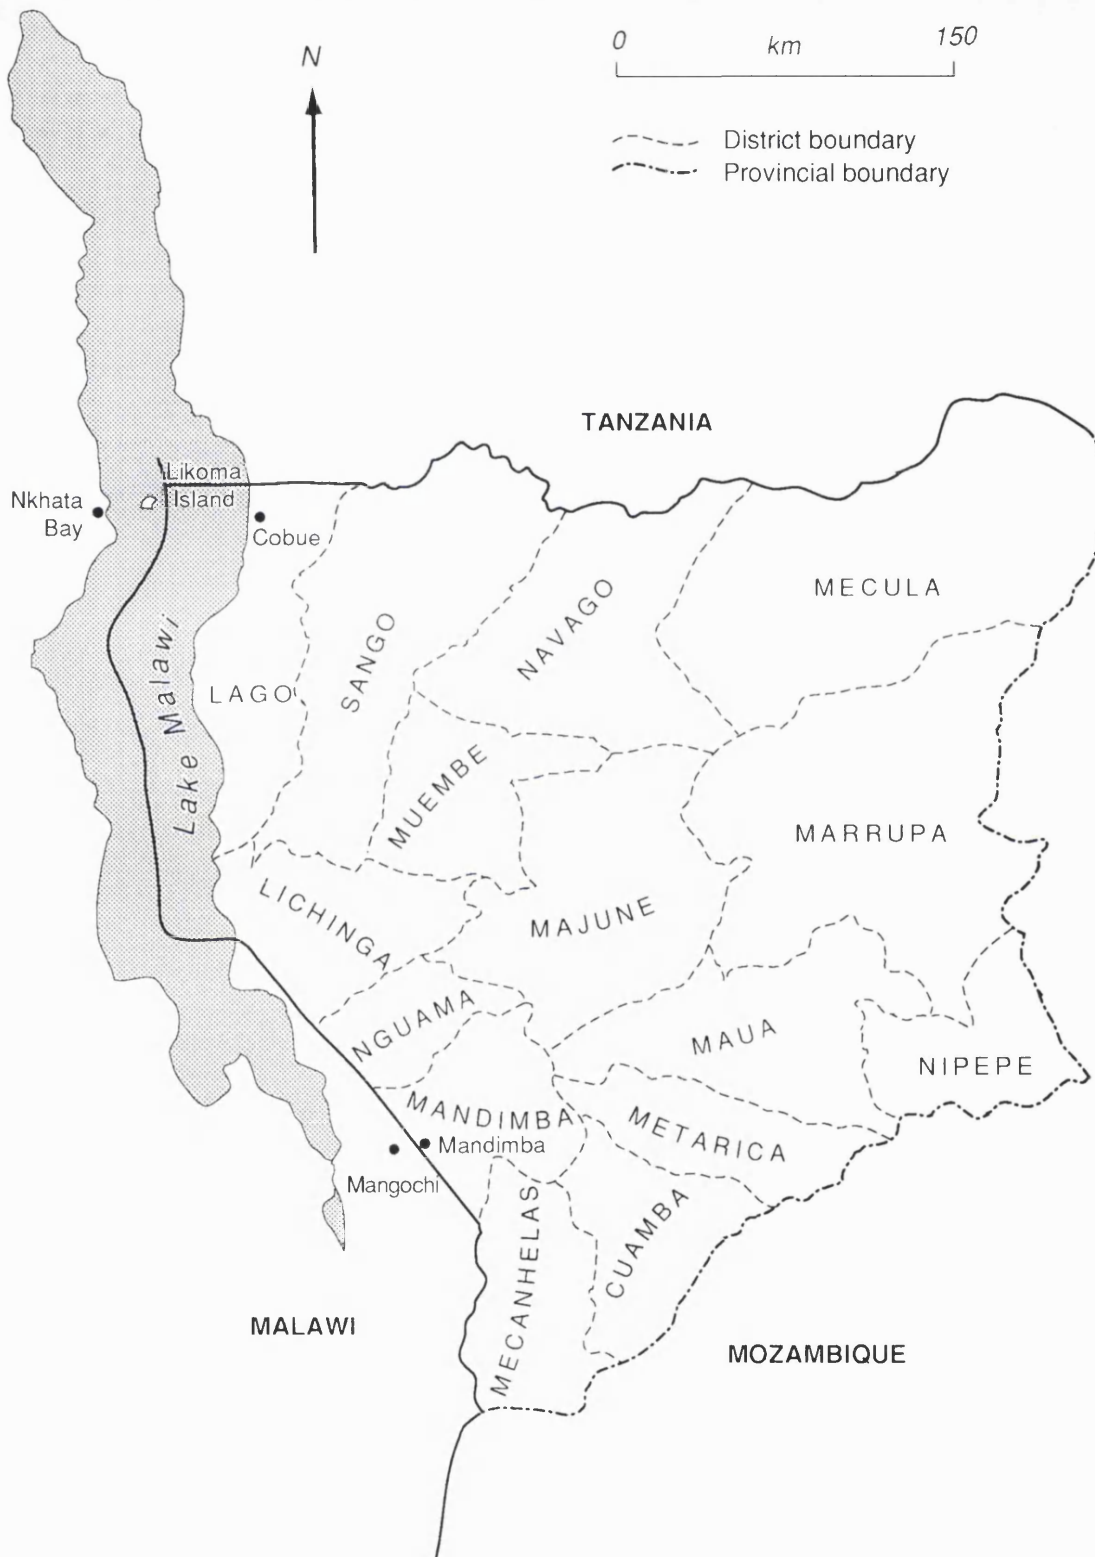 0 km 150
N
District boundary
Provincial boundary
TANZANIA
Likoma
Island
Nkhata
Bay
Cobue
MECULA
NAVAGO
SANGO
Lake Malawi
LAGO
MUEMBE
MARRUPA
LICHINGA
MAJUNE
NGUAMA
MAUA
NIPEPE
MANDIMBA
METARICA
Mandimba
Mangochi
MECANHELAS
CUAMBA
MALAWI
MOZAMBIQUE